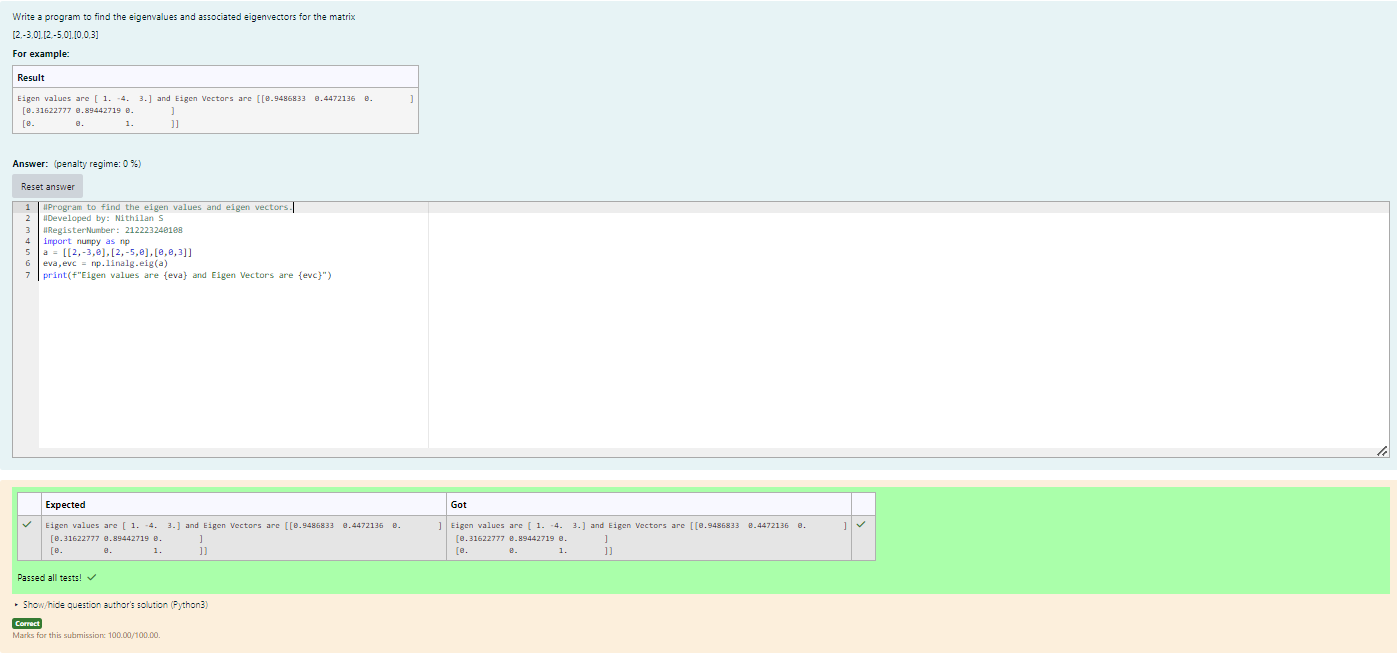 Write a program to find the eigenvalues and associated eigenvectors for the matrix
[2,-3,0],[2,-5,0],[0,0,3]
For example:
Result
Eigen values are [ 1. -4.  3.] and Eigen Vectors are [[0.9486833  0.4472136  0.        ]
[0.31622777 0.89442719 0.        ]
[0.         0.         1.        ]]
Answer: (penalty regime: 0 %)
Reset answer
1 #Program to find the eigen values and eigen vectors.
2 #Developed by: Nithilan S
3 #RegisterNumber: 212223240108
4 import numpy as np
5 a = [[2,-3,0],[2,-5,0],[0,0,3]]
6 eva,evc = np.linalg.eig(a)
7 print(f"Eigen values are {eva} and Eigen Vectors are {evc}")
Expected Got
Eigen values are [ 1. -4.  3.] and Eigen Vectors are [[0.9486833  0.4472136  0.        ] Eigen values are [ 1. -4.  3.] and Eigen Vectors are [[0.9486833  0.4472136  0.        ]
[0.31622777 0.89442719 0.        ] [0.31622777 0.89442719 0.        ]
[0.         0.         1.        ]] [0.         0.         1.        ]]
Passed all tests!
Show/hide question author's solution (Python3)
Correct
Marks for this submission: 100.00/100.00.